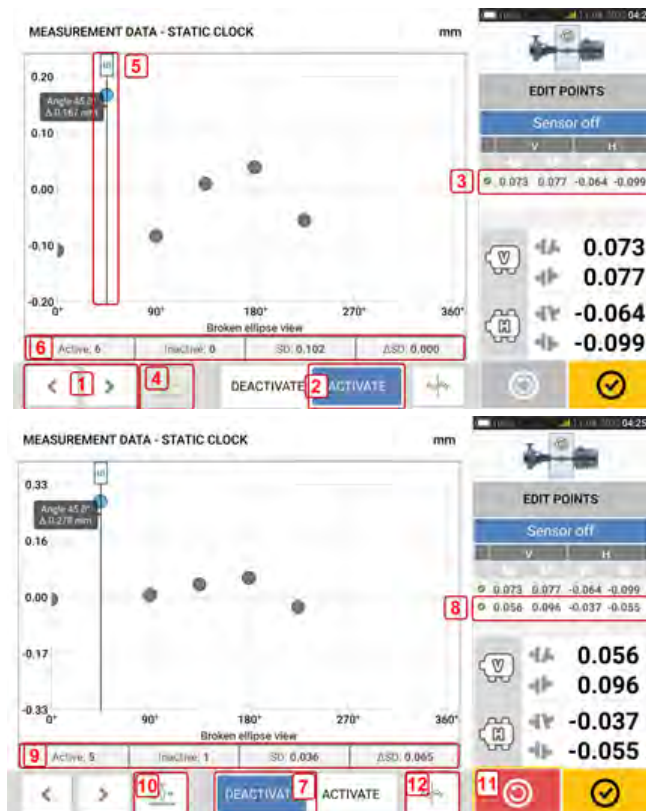 04:2
MEASUREMENT DATA - STATIC CLOCK mm
5
0.20
Angle 45.0°
Δ 0.167 mm
0.10
0.00
-0.10
-0.20
0° 90° 180° 270° 360°
Broken ellipse view
6 Active: 6 Inactive: 0 SD: 0.102 ΔSD: 0.000
1 4 DEACTIVATE 2 ACTIVATE
EDIT POINTS
Sensor off
V H
3 0.073 0.077 -0.064 -0.099
V 0.073
0.077
H -0.064
-0.099
04:25
MEASUREMENT DATA - STATIC CLOCK mm
0.33
Angle 45.0°
Δ 0.278 mm
0.16
0.00
-0.17
-0.33
0° 90° 180° 270° 360°
Broken ellipse view
9 Active: 5 Inactive: 1 SD: 0.036 ΔSD: 0.065
10 DEACTIVAT 7 ACTIVATE 12
EDIT POINTS
Sensor off
V H
0.073 0.077 -0.064 -0.099
8 0.056 0.096 -0.037 -0.055
V 0.056
0.096
H -0.037
-0.055
11